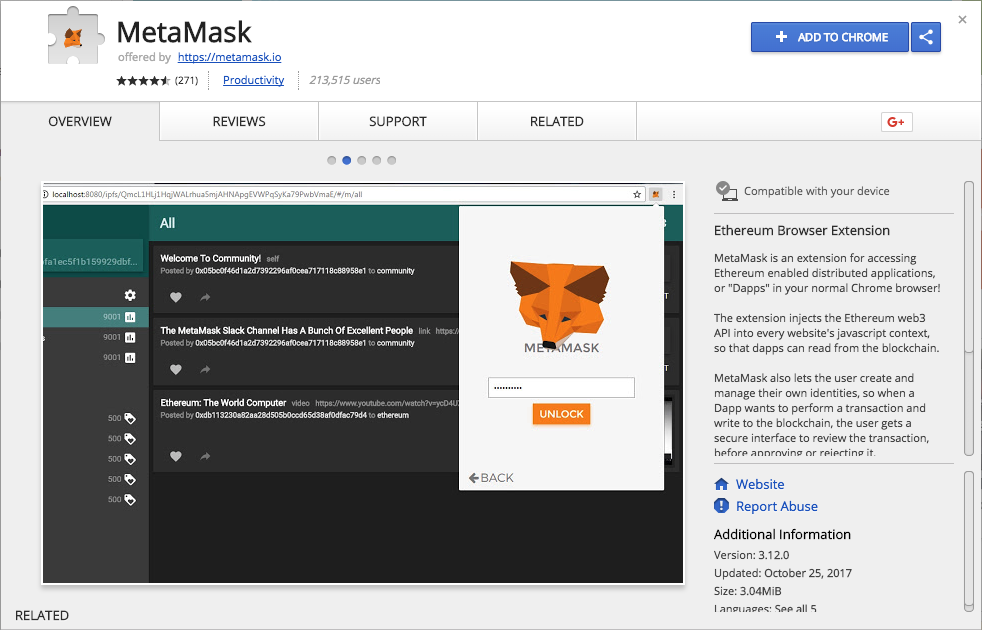 MetaMask
offered by https://metamask.io
(271) Productivity 213,515 users
ADD TO CHROME
OVERVIEW REVIEWS SUPPORT RELATED
G+
localhost:8080/ipfs/QmcL1HLj1HqjWALrhuaSmjAHNApgEVWPqSyKa79PwbVmaE/#/m/all
All
fa1ec5f1b159929dbf...
9001
9001
9001
500
500
500
500
500
Welcome To Community! self
Posted by 0x05bc0f46d1a2d7392296af0cea717118c88958e1 to community
The MetaMask Slack Channel Has A Bunch Of Excellent People link https:/
Posted by 0x05bc0f46d1a2d7392296af0cea717118c88958e1 to community
Ethereum: The World Computer video https://www.youtube.com/watch?v=ycD4U
Posted by 0xdb113230a82aa28d505b0ccd65d38af0dfac79d4 to ethereum
METAMASK
UNLOCK
BACK
Compatible with your device
Ethereum Browser Extension
MetaMask is an extension for accessing
Ethereum enabled distributed applications,
or "Dapps" in your normal Chrome browser!
The extension injects the Ethereum web3
API into every website's javascript context,
so that dapps can read from the blockchain.
MetaMask also lets the user create and
manage their own identities, so when a
Dapp wants to perform a transaction and
write to the blockchain, the user gets a
secure interface to review the transaction,
before approving or rejecting it.
Website
Report Abuse
Additional Information
Version: 3.12.0
Updated: October 25, 2017
Size: 3.04MiB
Languages: See all 5
RELATED